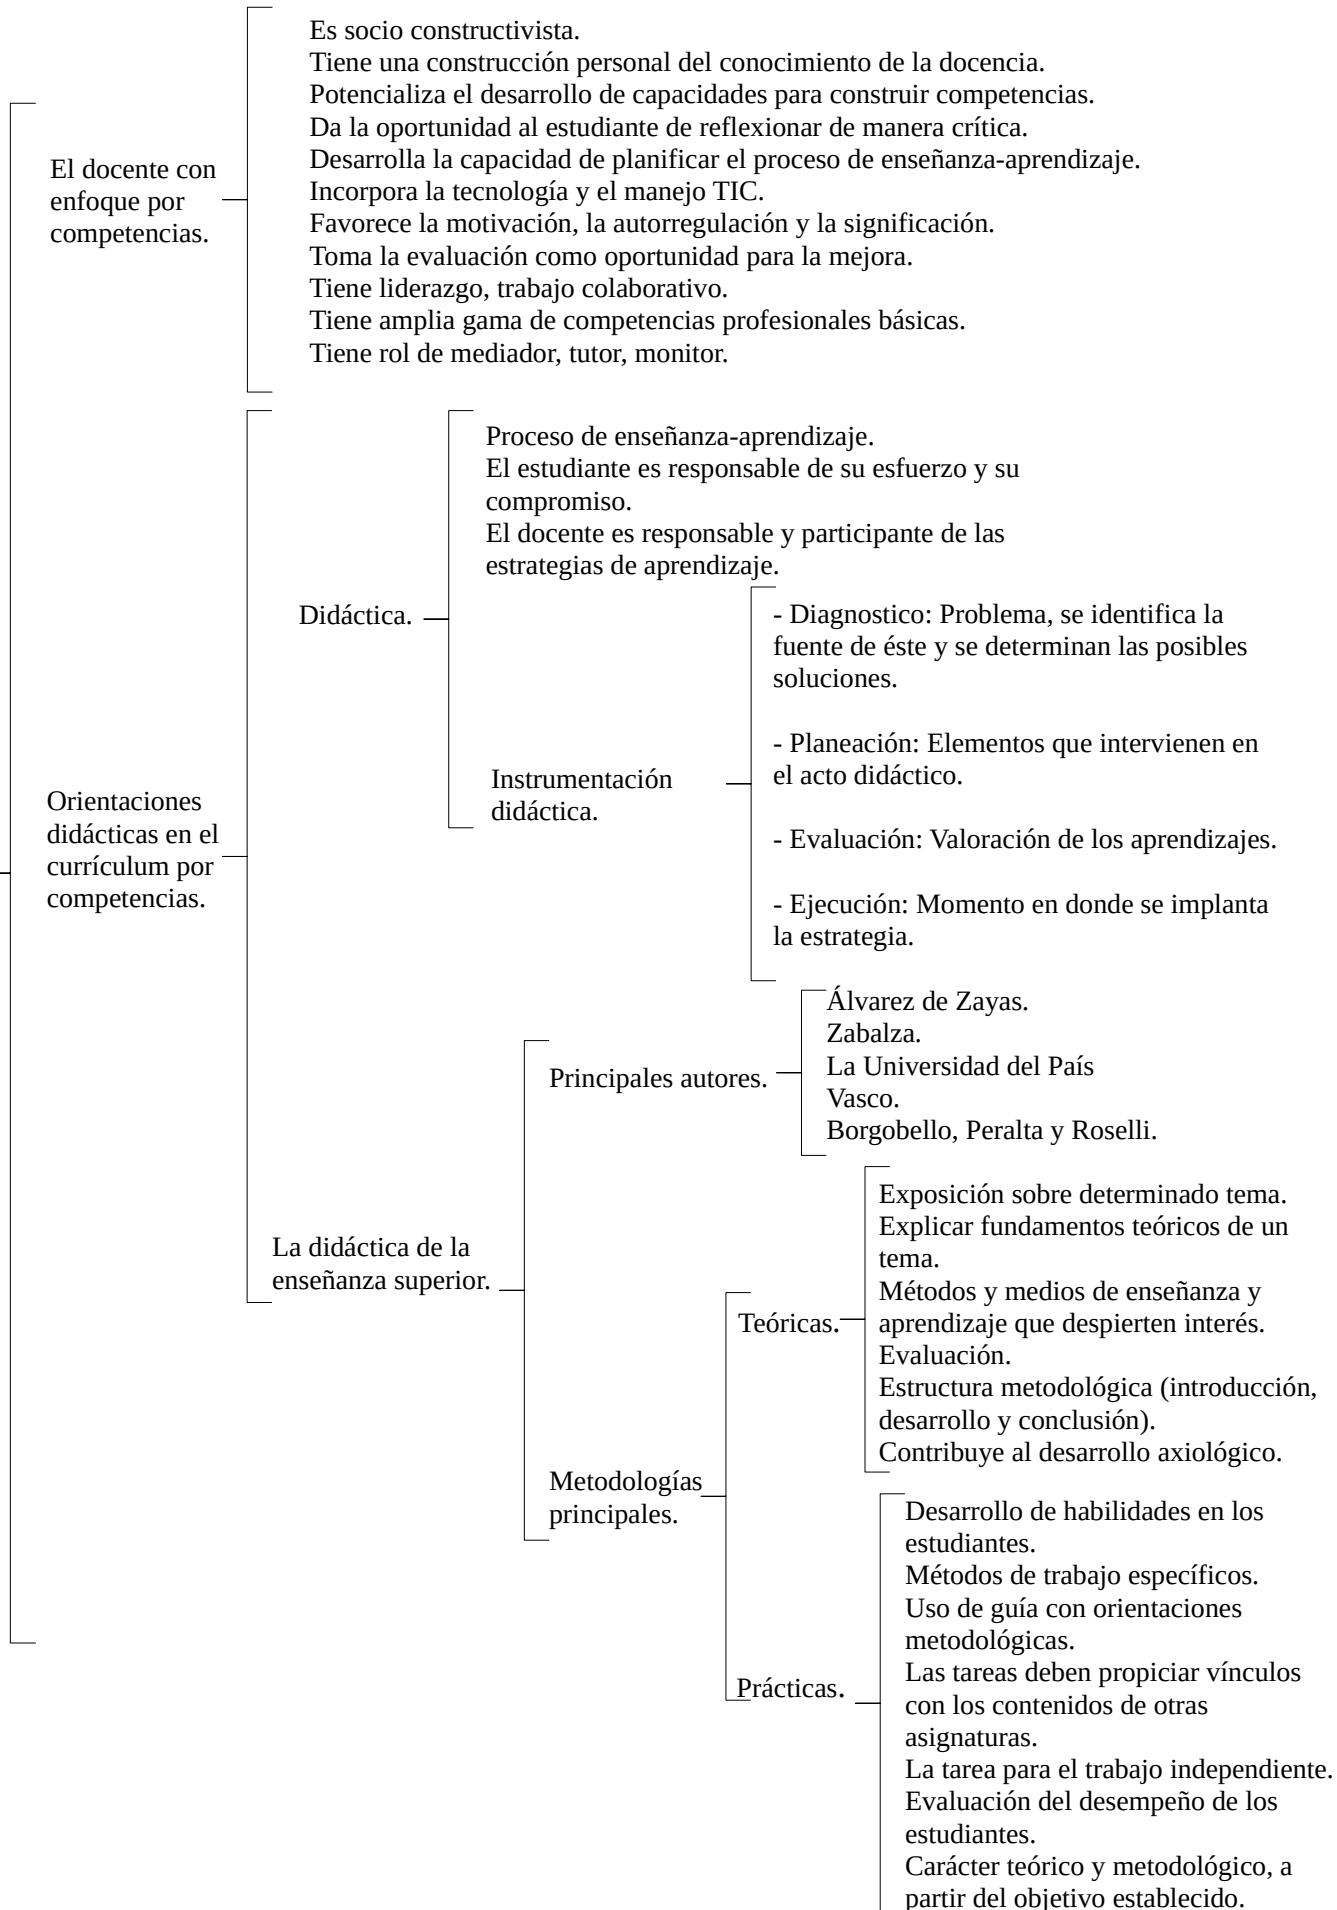 Es socio constructivista.
Tiene una construcción personal del conocimiento de la docencia.
Potencializa el desarrollo de capacidades para construir competencias.
Da la oportunidad al estudiante de reflexionar de manera crítica.
Desarrolla la capacidad de planificar el proceso de enseñanza-aprendizaje.
Incorpora la tecnología y el manejo TIC.
Favorece la motivación, la autorregulación y la significación.
Toma la evaluación como oportunidad para la mejora.
Tiene liderazgo, trabajo colaborativo.
Tiene amplia gama de competencias profesionales básicas.
Tiene rol de mediador, tutor, monitor.
El docente con
enfoque por
competencias.
Orientaciones
didácticas en el
currículum por
competencias.
Didáctica.
Proceso de enseñanza-aprendizaje.
El estudiante es responsable de su esfuerzo y su
compromiso.
El docente es responsable y participante de las
estrategias de aprendizaje.
Instrumentación
didáctica.
- Diagnostico: Problema, se identifica la
fuente de éste y se determinan las posibles
soluciones.
- Planeación: Elementos que intervienen en
el acto didáctico.
- Evaluación: Valoración de los aprendizajes.
- Ejecución: Momento en donde se implanta
la estrategia.
La didáctica de la
enseñanza superior.
Principales autores.
Álvarez de Zayas.
Zabalza.
La Universidad del País
Vasco.
Borgobello, Peralta y Roselli.
Metodologías
principales.
Teóricas.
Exposición sobre determinado tema.
Explicar fundamentos teóricos de un
tema.
Métodos y medios de enseñanza y
aprendizaje que despierten interés.
Evaluación.
Estructura metodológica (introducción,
desarrollo y conclusión).
Contribuye al desarrollo axiológico.
Prácticas.
Desarrollo de habilidades en los
estudiantes.
Métodos de trabajo específicos.
Uso de guía con orientaciones
metodológicas.
Las tareas deben propiciar vínculos
con los contenidos de otras
asignaturas.
La tarea para el trabajo independiente.
Evaluación del desempeño de los
estudiantes.
Carácter teórico y metodológico, a
partir del objetivo establecido.